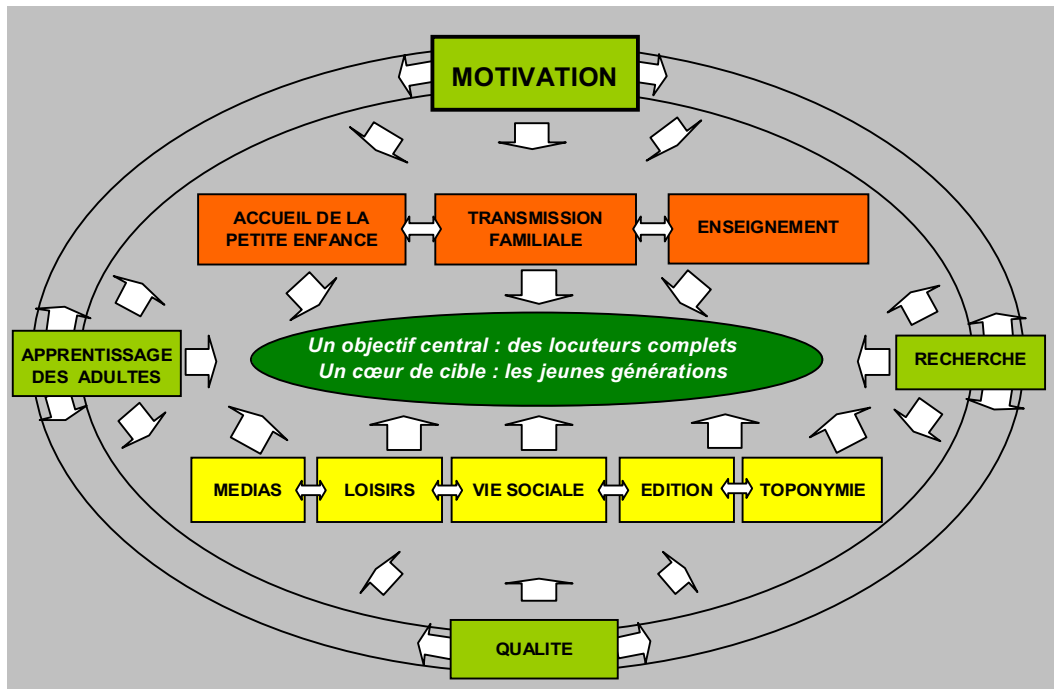 MOTIVATION
ACCUEIL DE LA
PETITE ENFANCE
TRANSMISSION
FAMILIALE
ENSEIGNEMENT
Un objectif central : des locuteurs complets
Un cœur de cible : les jeunes générations
APPRENTISSAGE
DES ADULTES
RECHERCHE
MEDIAS
LOISIRS
VIE SOCIALE
EDITION
TOPONYMIE
QUALITE